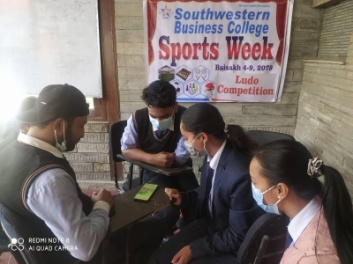 Southwestern
Business College
Sports Week
Baisakh 4-9, 2078
Ludo
Competition
REDMI NOTE 8
AI QUAD CAMERA